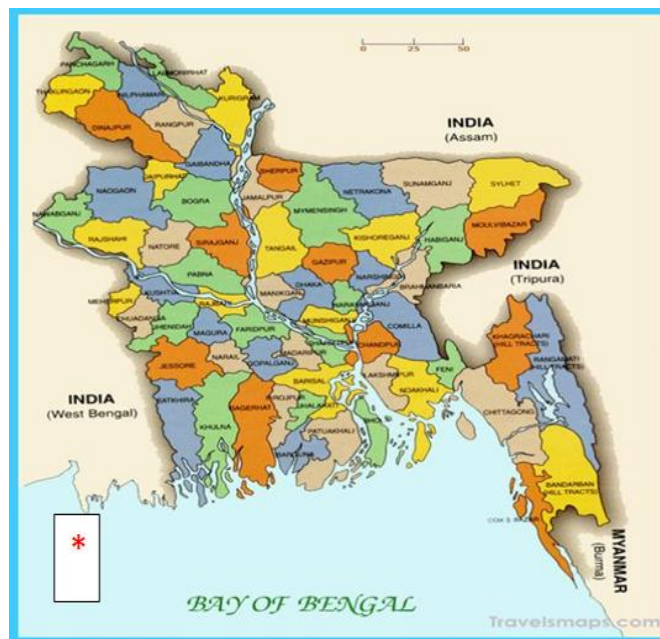 0 25 50
PANCHAGARH
LALMONIRHAT
THAKURGAON
NILPHAMARI
KURIGRAM
DINAJPUR
RANGPUR
INDIA
(Assam)
GAIBANDHA
JAIPURHAT
SHERPUR
NAOGAON
BOGRA
JAMALPUR
NETRAKONA
SUNAMGANJ
SYLHET
MYMENSINGH
NAWABGANJ
MOULVIBAZAR
RAJSHAHI
NATORE
SIRAJGANJ
TANGAIL
KISHOREGANJ
HABIGANJ
GAZIPUR
INDIA
(Tripura)
PABNA
DHAKA
NARSHINGDI
KUSHTIA
MANIKGANJ
BRAHMANBARIA
MEHERPUR
RAJBARI
NARAYANGANJ
CHUADANGA
MUNSHIGANJ
COMILLA
JHENIDAH
MAGURA
FARIDPUR
SHARIATPUR
CHANDPUR
KHAGRACHARI
(HILL TRACTS)
MADARIPUR
JESSORE
NARAIL
GOPALGANJ
FENI
RANGAMATI
(HILL TRACTS)
LAKSHMIPUR
BARISAL
NOAKHALI
INDIA
(West Bengal)
SATKHIRA
PIROJPUR
CHITTAGONG
KHULNA
BAGERHAT
JHALAKATI
BHOLA
PATUAKHALI
BARGUNA
BANDARBAN
(HILL TRACTS)
COX'S BAZAR
MYANMAR
(Burma)
*
BAY OF BENGAL
Travelsmaps.com